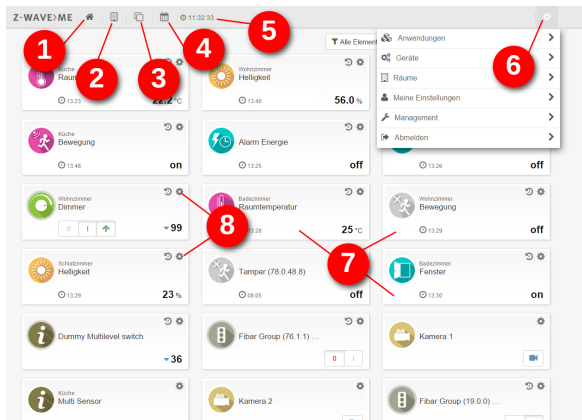 Z-WAVE>ME 11:32:33
1
2
3
4
5
6
Alle Element
Anwendungen
Geräte
Räume
Meine Einstellungen
Management
Abmelden
Küche
Raum
13:23
22.2 °C
Wohnzimmer
Helligkeit
13:40
56.0 %
Küche
Bewegung
13:48
on
Alarm Energie
13:25
off
13:26
off
Wohnzimmer
Dimmer
0 I
99
8
Badezimmer
Raumtemperatur
13:28
25 °C
7
Wohnzimmer
Bewegung
13:29
off
Schlafzimmer
Helligkeit
13:29
23 %
Tamper (78.0.48.8)
08:05
off
Badezimmer
Fenster
13:30
on
Dummy Multilevel switch
36
Fibar Group (76.1.1) ...
0 I
Kamera 1
Küche
Multi Sensor
Kamera 2
Fibar Group (19.0.0) ...